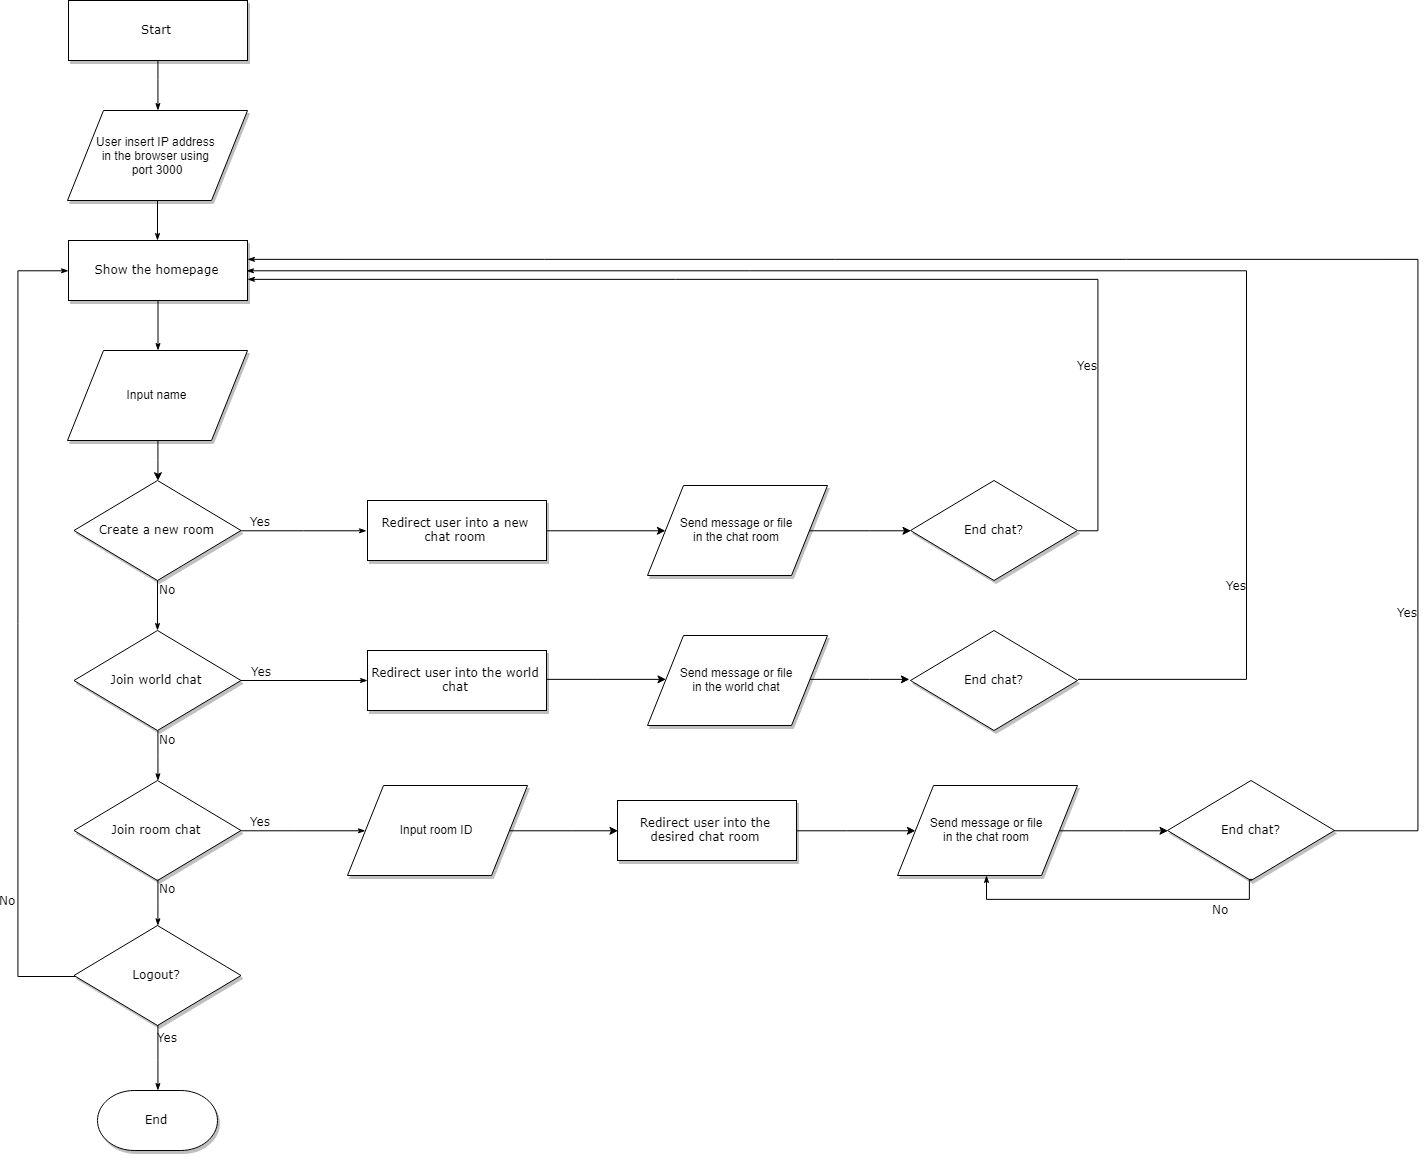 Start
User insert IP address
in the browser using
port 3000
Show the homepage
Yes
Input name
Create a new room
Yes
Redirect user into a new
chat room
Send message or file
in the chat room
End chat?
No
Yes
Yes
Join world chat
Yes
Redirect user into the world
chat
Send message or file
in the world chat
End chat?
No
Join room chat
Yes
Input room ID
Redirect user into the
desired chat room
Send message or file
in the chat room
End chat?
No
No
No
Logout?
Yes
End